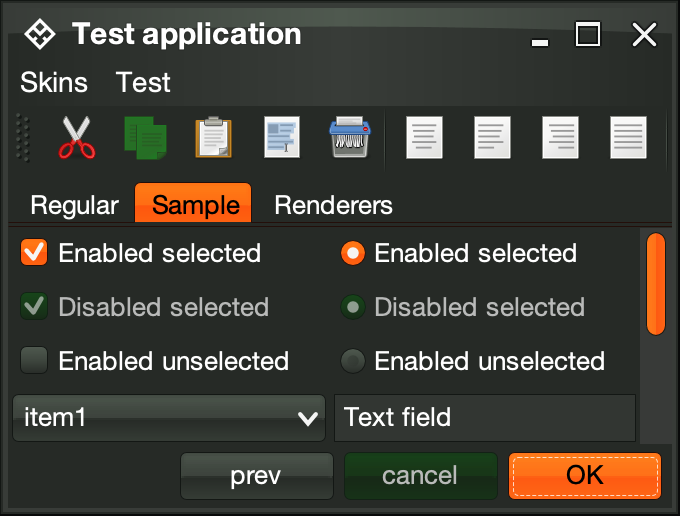 Test application
Skins Test
Regular Sample Renderers
Enabled selected Enabled selected
Disabled selected Disabled selected
Enabled unselected Enabled unselected
item1 Text field
prev cancel OK